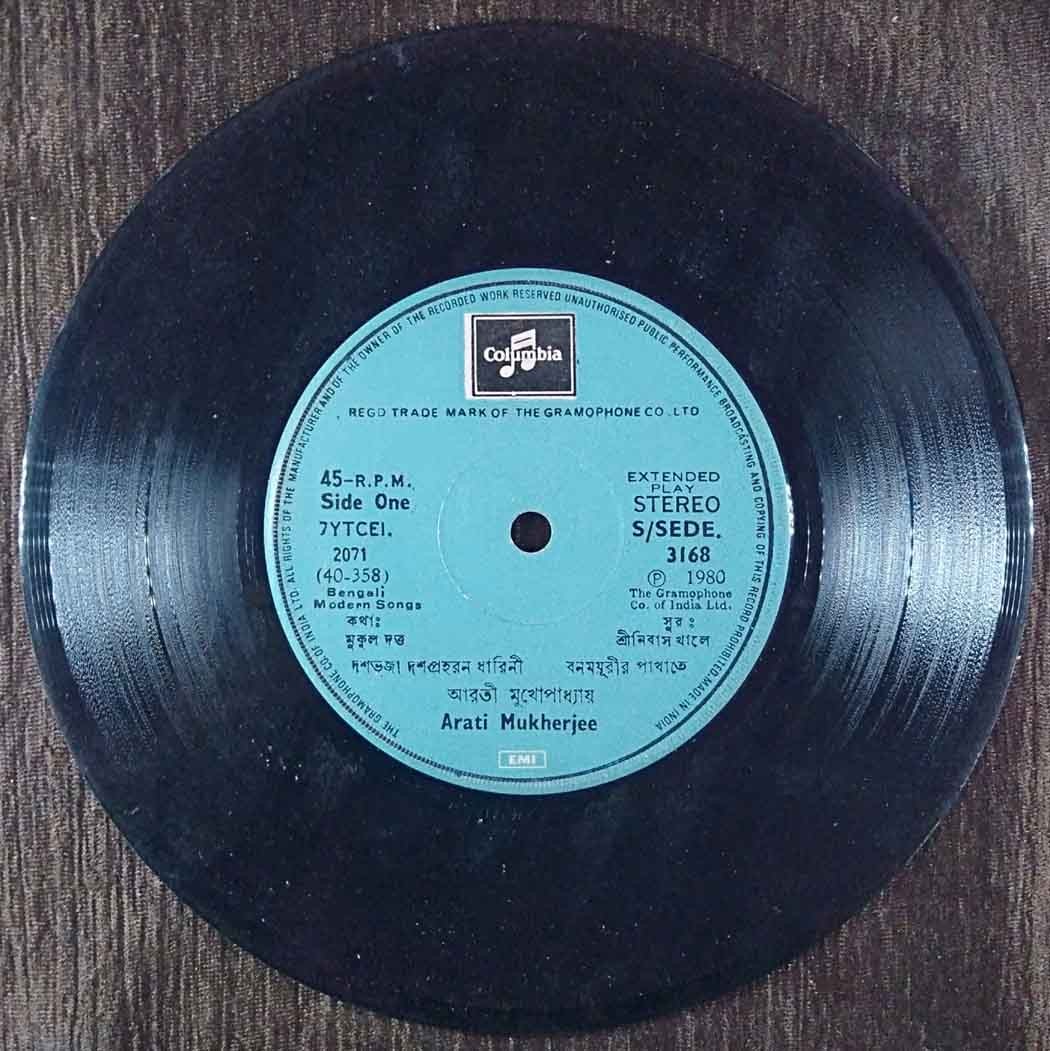 THE GRAMOPHONE CO. OF INDIA LTD. ALL RIGHTS OF THE MANUFACTURER AND OF THE OWNER OF THE RECORDED WORK RESERVED UNAUTHORISED PUBLIC PERFORMANCE BROADCASTING AND COPYING OF THIS RECORD PROHIBITED. MADE IN INDIA
Columbia
REGD TRADE MARK OF THE GRAMOPHONE CO. LTD
45-R.P.M.
Side One
7YTCEI.
2071
(40-358)
Bengali
Modern Songs
EXTENDED
PLAY
STEREO
S/SEDE.
3168
Ⓟ 1980
The Gramophone
Co. of India Ltd.
কথাঃ
মুকুল দত্ত
সুর ঃ
শ্রীনিবাস খালে
দশভূজা দশপ্রহরন ধারিনী বনময়ূরীর পাখাতে
আরতী মুখোপাধ্যায়
Arati Mukherjee
EMI